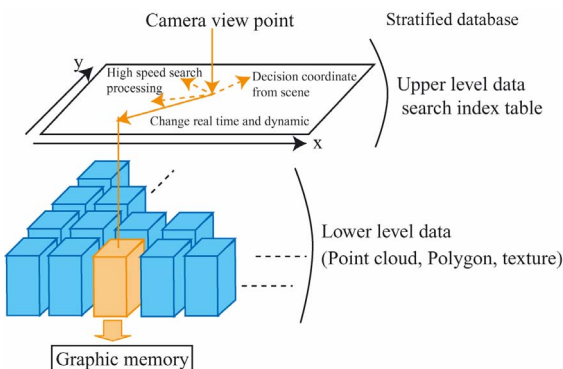 Camera view point
Stratified database
y
High speed search
processing
Decision coordinate
from scene
Change real time and dynamic
x
Upper level data
search index table
Lower level data
(Point cloud, Polygon, texture)
Graphic memory